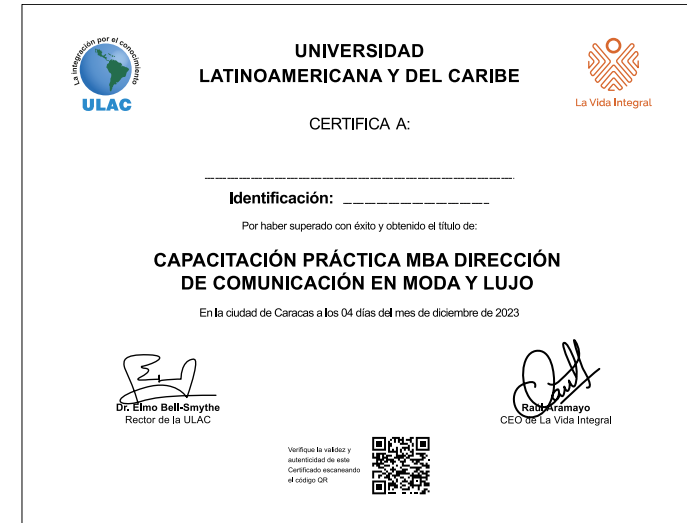 La integración por el conocimiento
ULAC
UNIVERSIDAD
LATINOAMERICANA Y DEL CARIBE
La Vida Integral
CERTIFICA A:
Identificación:
Por haber superado con éxito y obtenido el título de:
CAPACITACIÓN PRÁCTICA MBA DIRECCIÓN
DE COMUNICACIÓN EN MODA Y LUJO
En la ciudad de Caracas a los 04 días del mes de diciembre de 2023
Dr. Elmo Bell-Smythe
Rector de la ULAC
Raúl Aramayo
CEO de La Vida Integral
Verifique la validez y
autenticidad de este
Certificado escaneando
el código QR